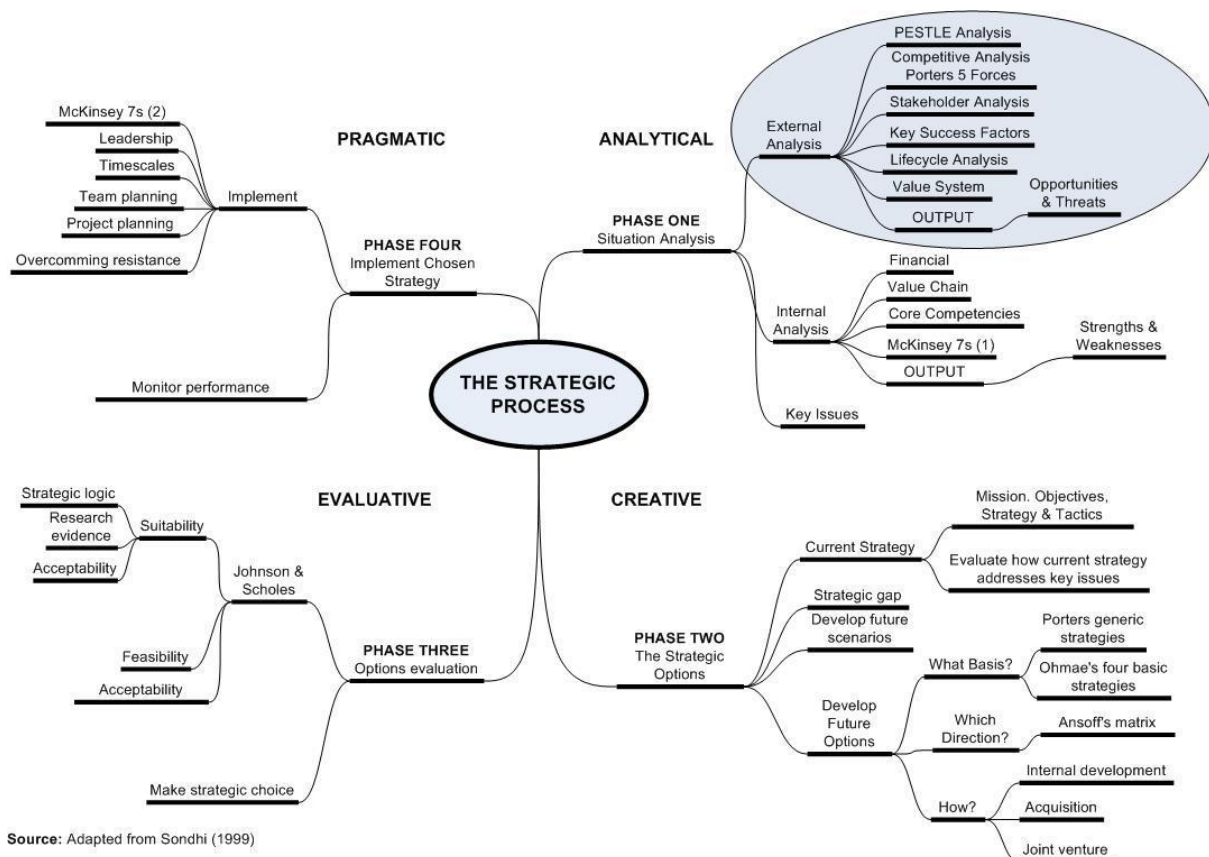 THE STRATEGIC
PROCESS
ANALYTICAL
PHASE ONE
Situation Analysis
External
Analysis
PESTLE Analysis
Competitive Analysis
Porters 5 Forces
Stakeholder Analysis
Key Success Factors
Lifecycle Analysis
Value System
OUTPUT
Opportunities
& Threats
Internal
Analysis
Financial
Value Chain
Core Competencies
McKinsey 7s (1)
OUTPUT
Strengths &
Weaknesses
Key Issues
CREATIVE
PHASE TWO
The Strategic
Options
Current Strategy
Mission. Objectives,
Strategy & Tactics
Evaluate how current strategy
addresses key issues
Strategic gap
Develop future
scenarios
Develop
Future
Options
What Basis?
Porters generic
strategies
Ohmae's four basic
strategies
Which
Direction?
Ansoff's matrix
How?
Internal development
Acquisition
Joint venture
EVALUATIVE
PHASE THREE
Options evaluation
Johnson &
Scholes
Suitability
Strategic logic
Research
evidence
Acceptability
Feasibility
Acceptability
Make strategic choice
PRAGMATIC
PHASE FOUR
Implement Chosen
Strategy
Implement
McKinsey 7s (2)
Leadership
Timescales
Team planning
Project planning
Overcomming resistance
Monitor performance
Source: Adapted from Sondhi (1999)